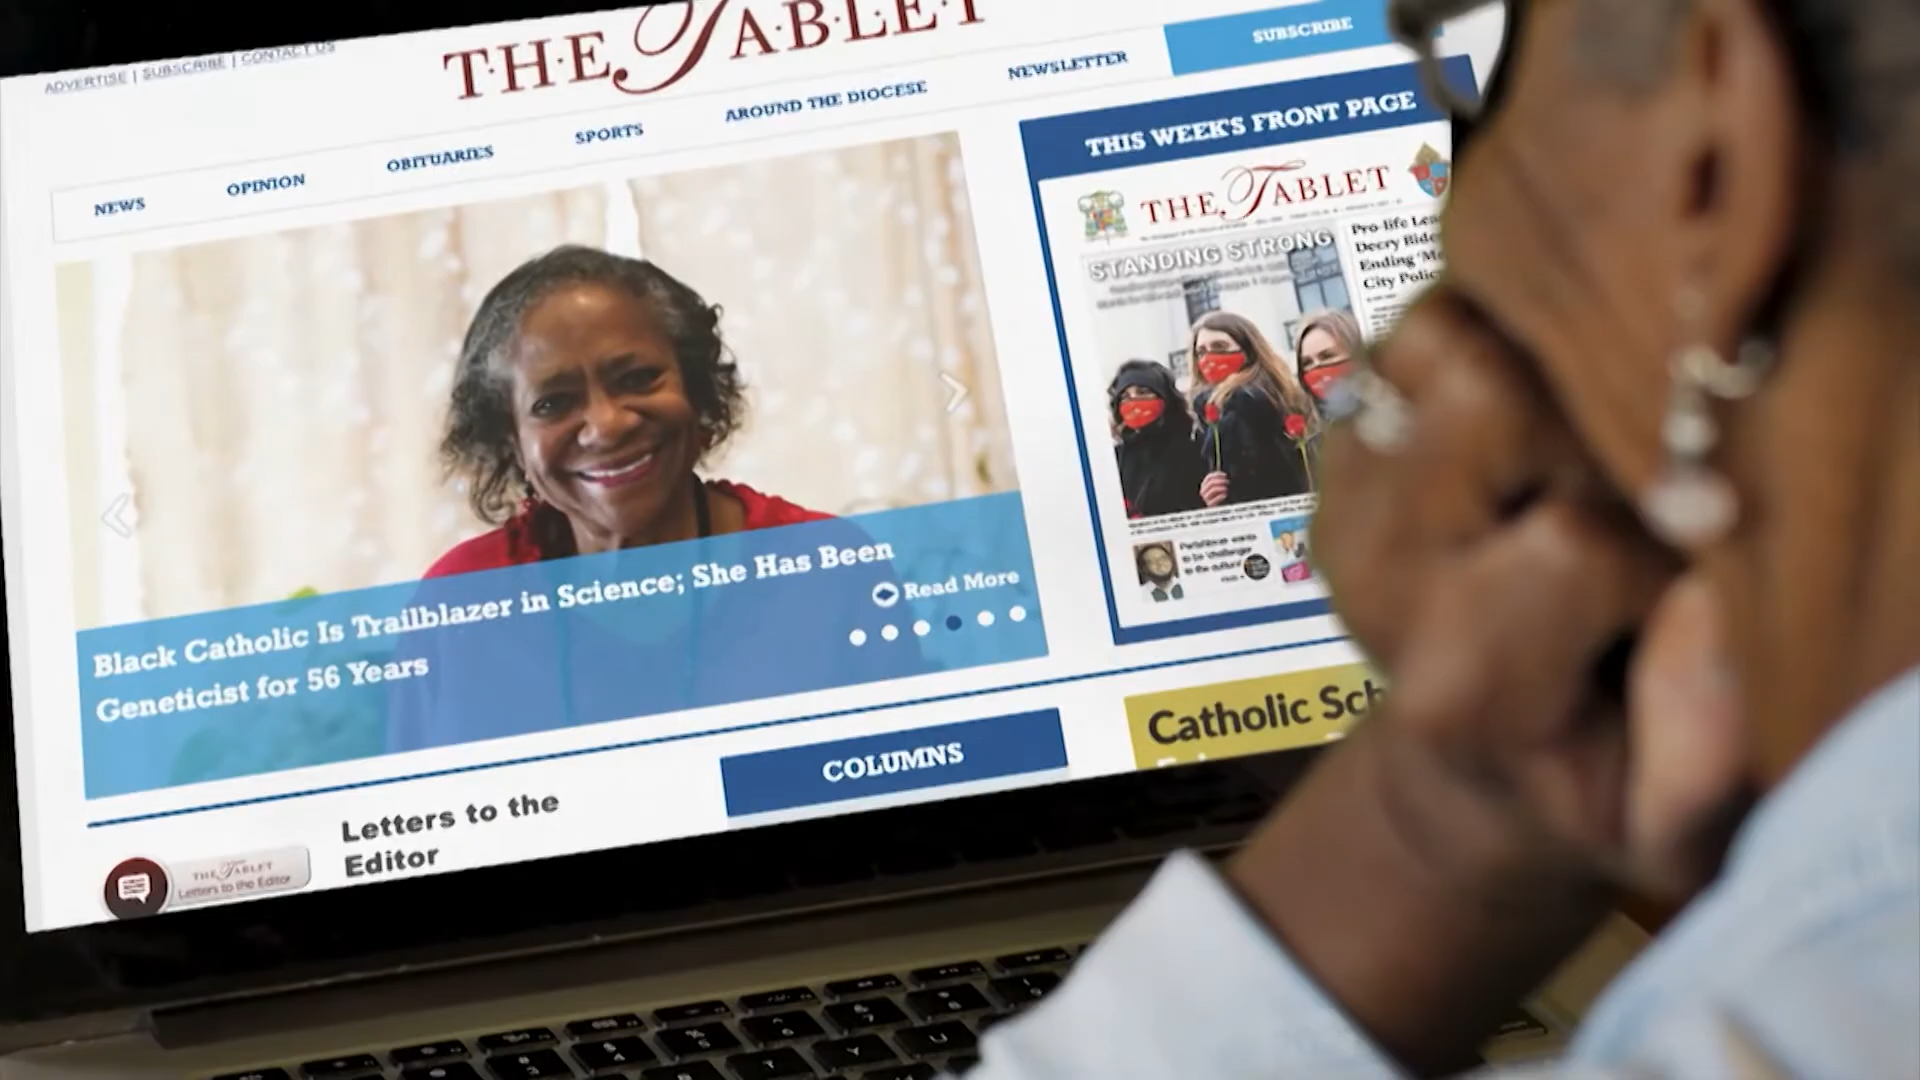 ADVERTISE | SUBSCRIBE | CONTACT US
THE TABLET
SUBSCRIBE
NEWS
OPINION
OBITUARIES
SPORTS
AROUND THE DIOCESE
NEWSLETTER
Black Catholic Is Trailblazer in Science; She Has Been
Geneticist for 56 Years
Read More
THIS WEEK'S FRONT PAGE
THE TABLET
STANDING STRONG
Pro-life
Decry
Ending
City
COLUMNS
Catholic
Letters to the
Editor
THE TABLET
Letters to the Editor